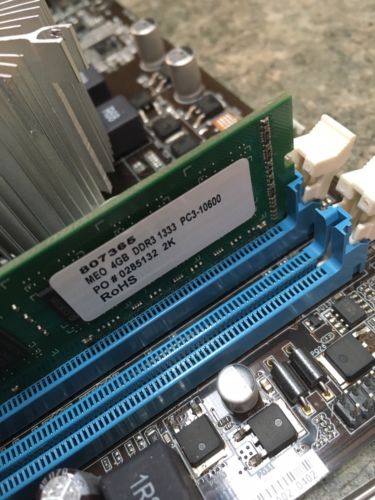 807365
MEO 4GB DDR3 1333 PC3-10600
PO # 0285132 2K
RoHS